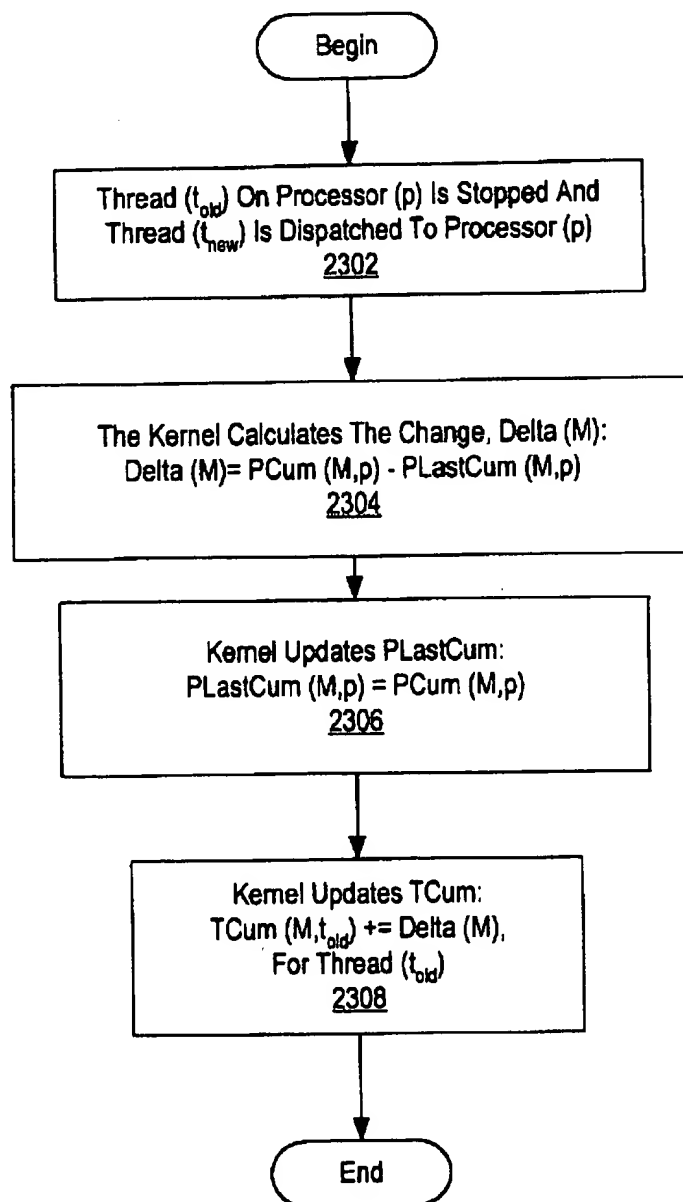 Begin
Thread (t_old) On Processor (p) Is Stopped And
Thread (t_new) Is Dispatched To Processor (p)
2302
The Kernel Calculates The Change, Delta (M):
Delta (M)= PCum (M,p) - PLastCum (M,p)
2304
Kernel Updates PLastCum:
PLastCum (M,p) = PCum (M,p)
2306
Kernel Updates TCum:
TCum (M,t_old) += Delta (M),
For Thread (t_old)
2308
End